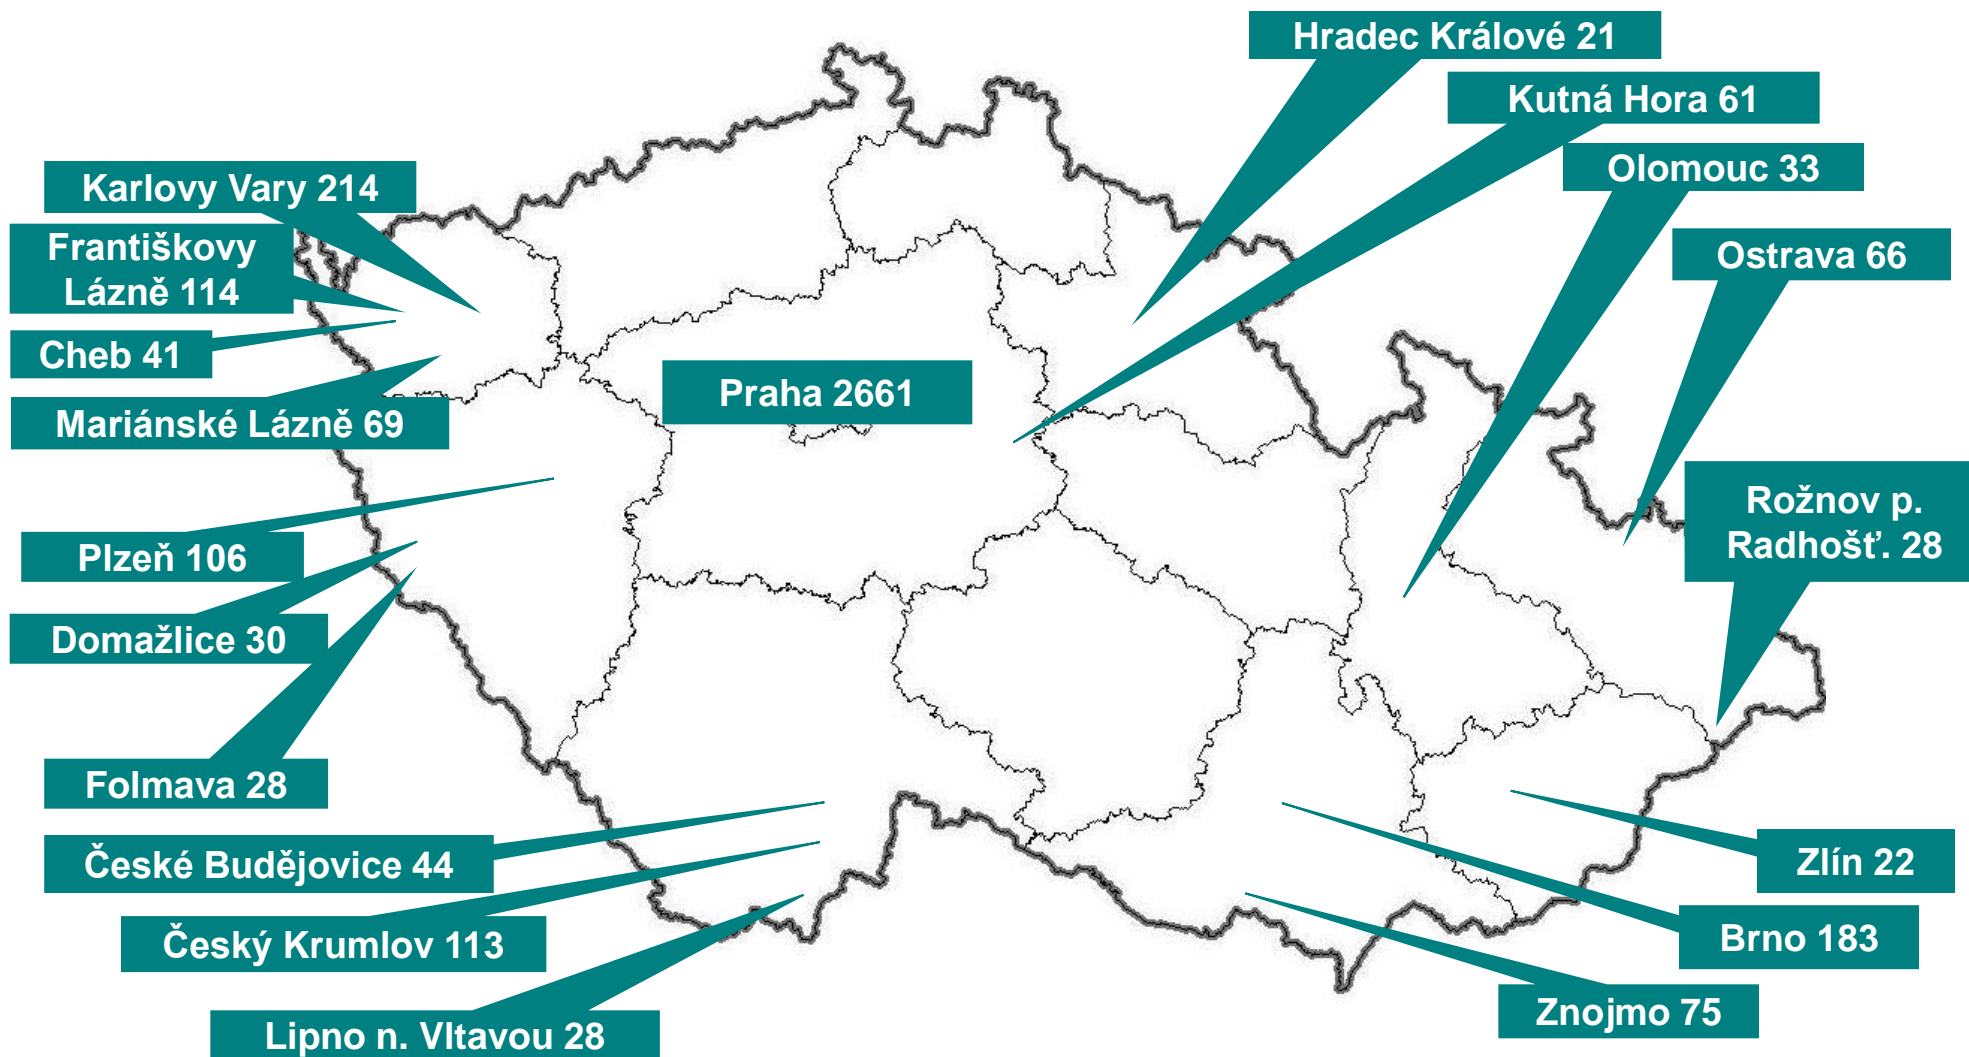 Hradec Králové 21
Kutná Hora 61
Olomouc 33
Karlovy Vary 214
Františkovy
Lázně 114
Ostrava 66
Cheb 41
Praha 2661
Mariánské Lázně 69
Rožnov p.
Radhošť. 28
Plzeň 106
Domažlice 30
Folmava 28
České Budějovice 44
Zlín 22
Český Krumlov 113
Brno 183
Znojmo 75
Lipno n. Vltavou 28